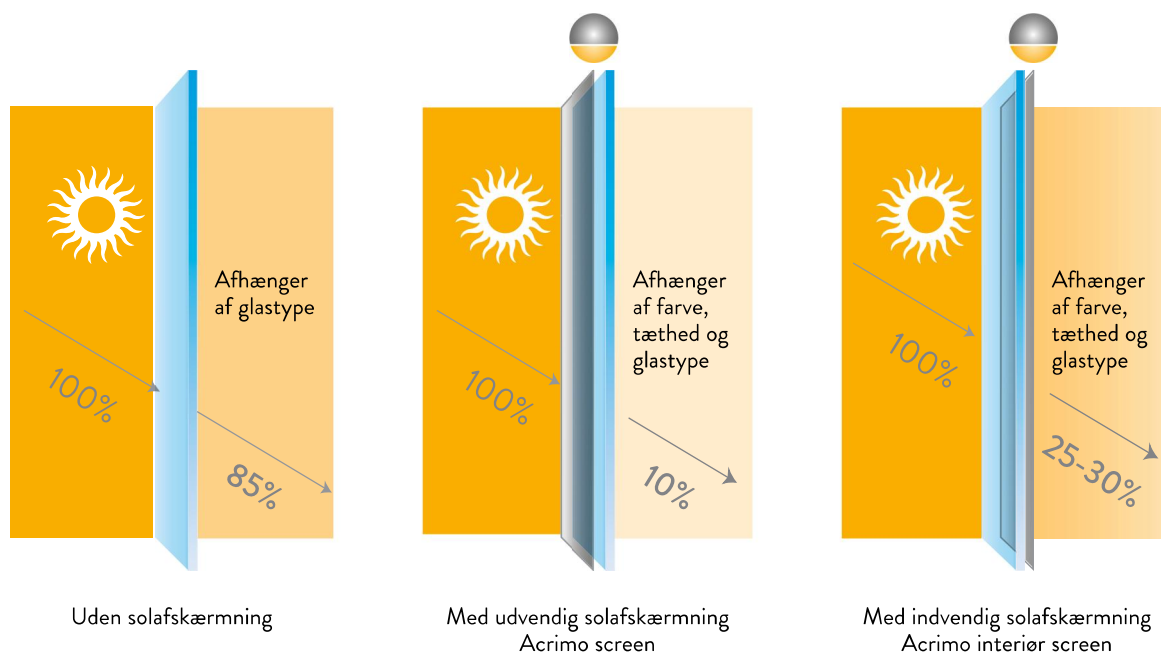 Afhænger
af glastype
100%
85%
Uden solafskærmning
Afhænger
af farve,
tæthed og
glastype
100%
10%
Med udvendig solafskærmning
Acrimo screen
Afhænger
af farve,
tæthed og
glastype
100%
25-30%
Med indvendig solafskærmning
Acrimo interiør screen